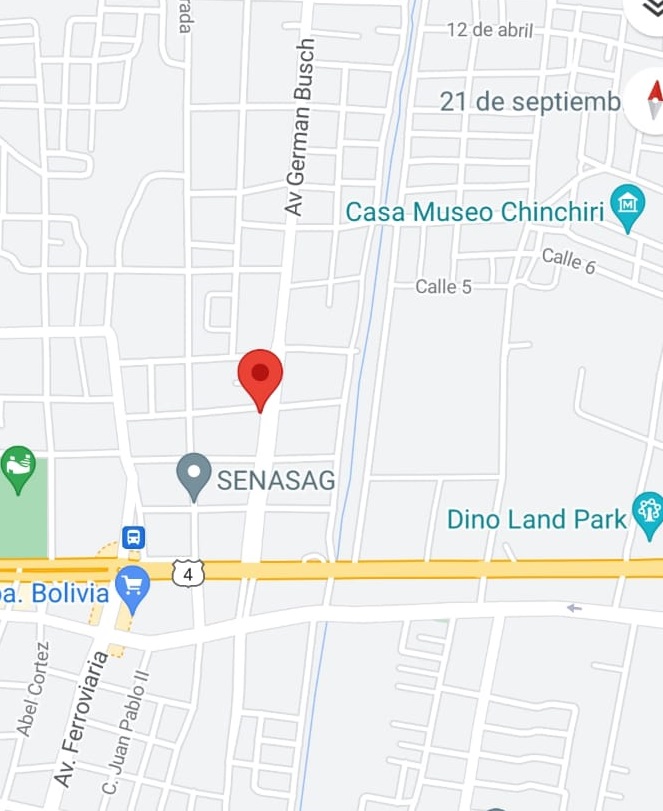 rada
12 de abril
Av German Busch
21 de septiemb
Casa Museo Chinchiri
Calle 6
Calle 5
SENASAG
Dino Land Park
4
a. Bolivia
Abel Cortez
Av. Ferroviaria
C. Juan Pablo II